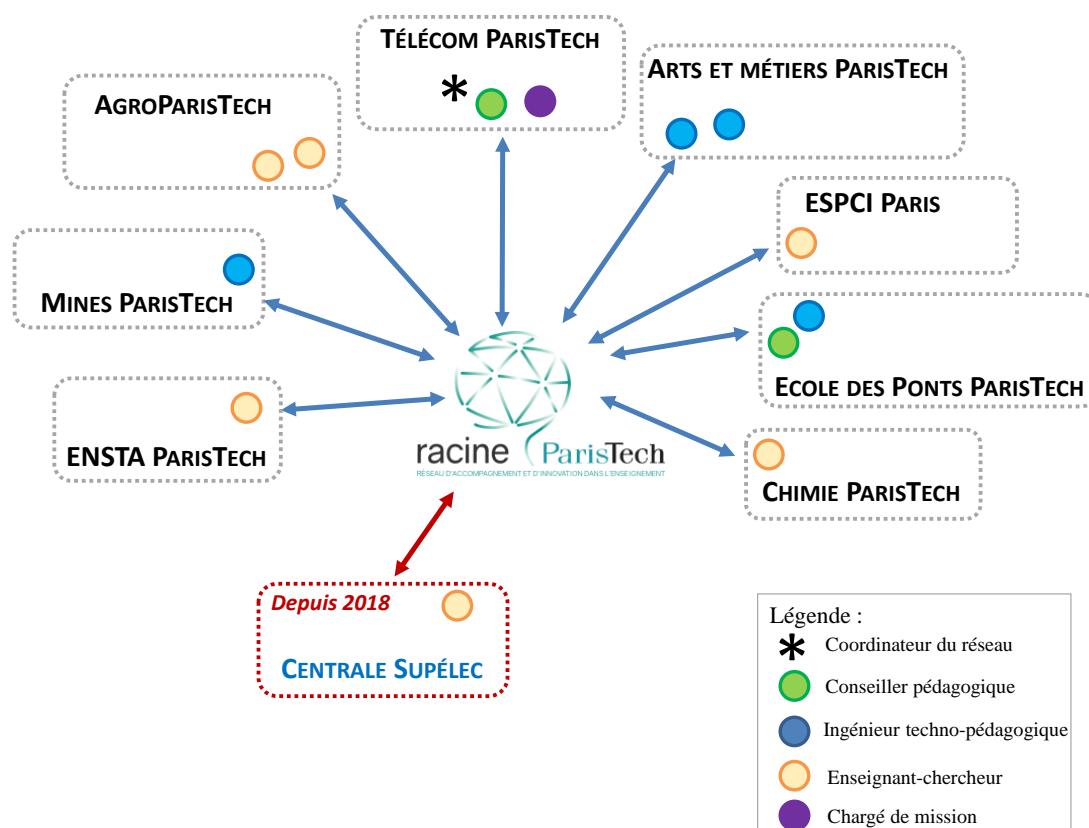 TÉLÉCOM PARISTECH
*
ARTS ET MÉTIERS PARISTECH
AGROPARISTECH
ESPCI PARIS
MINES PARISTECH
ECOLE DES PONTS PARISTECH
ENSTA PARISTECH
racine ParisTech
RÉSEAU D'ACCOMPAGNEMENT ET D'INNOVATION DANS L'ENSEIGNEMENT
CHIMIE PARISTECH
Depuis 2018
CENTRALE SUPÉLEC
Légende :
* Coordinateur du réseau
Conseiller pédagogique
Ingénieur techno-pédagogique
Enseignant-chercheur
Chargé de mission